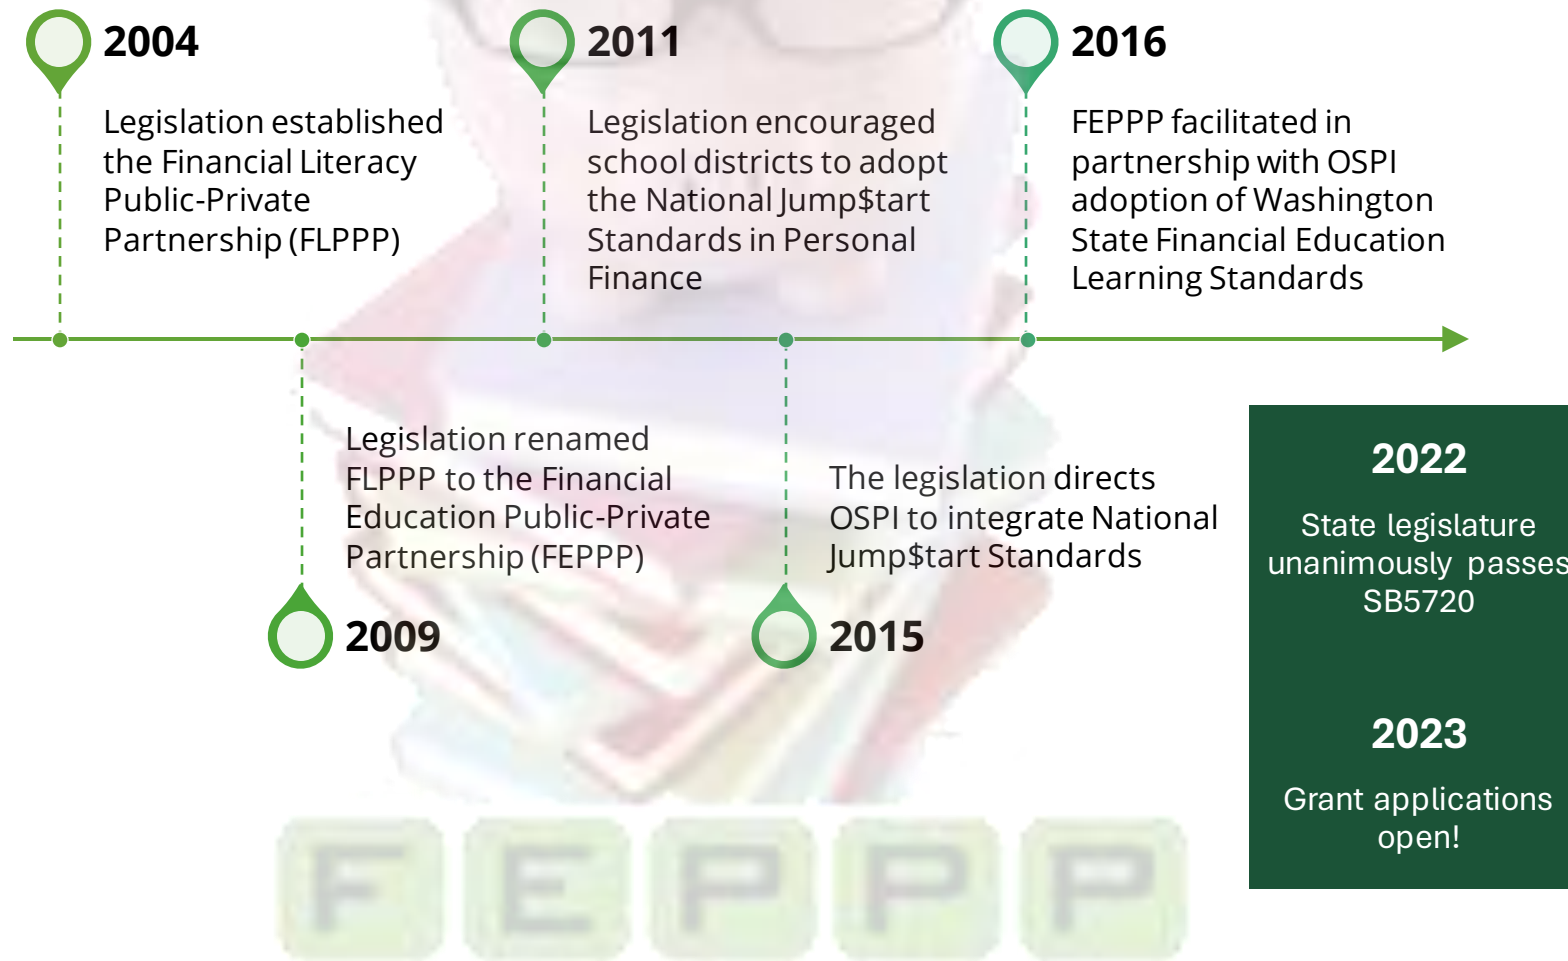 2004
Legislation established
the Financial Literacy
Public-Private
Partnership (FLPPP)
2011
Legislation encouraged
school districts to adopt
the National Jump$tart
Standards in Personal
Finance
2016
FEPPP facilitated in
partnership with OSPI
adoption of Washington
State Financial Education
Learning Standards
Legislation renamed
FLPPP to the Financial
Education Public-Private
Partnership (FEPPP)
2009
The legislation directs
OSPI to integrate National
Jump$tart Standards
2015
2022
State legislature
unanimously passes
SB5720
2023
Grant applications
open!
FEPPP